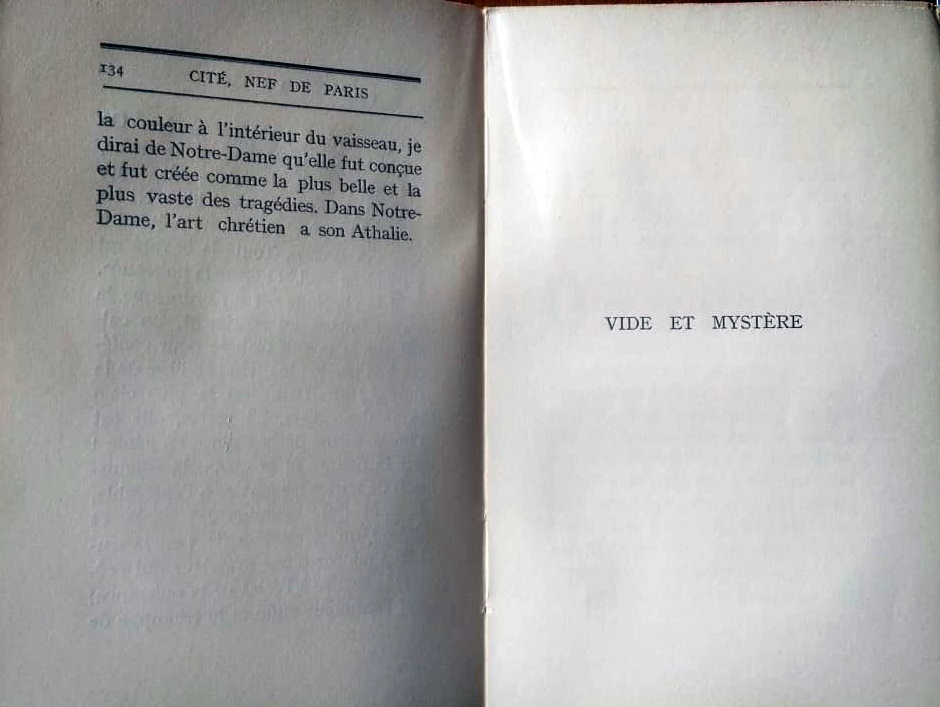 134 CITÉ, NEF DE PARIS
la couleur à l'intérieur du vaisseau, je
dirai de Notre-Dame qu'elle fut conçue
et fut créée comme la plus belle et la
plus vaste des tragédies. Dans Notre-
Dame, l'art chrétien a son Athalie.
VIDE ET MYSTÈRE